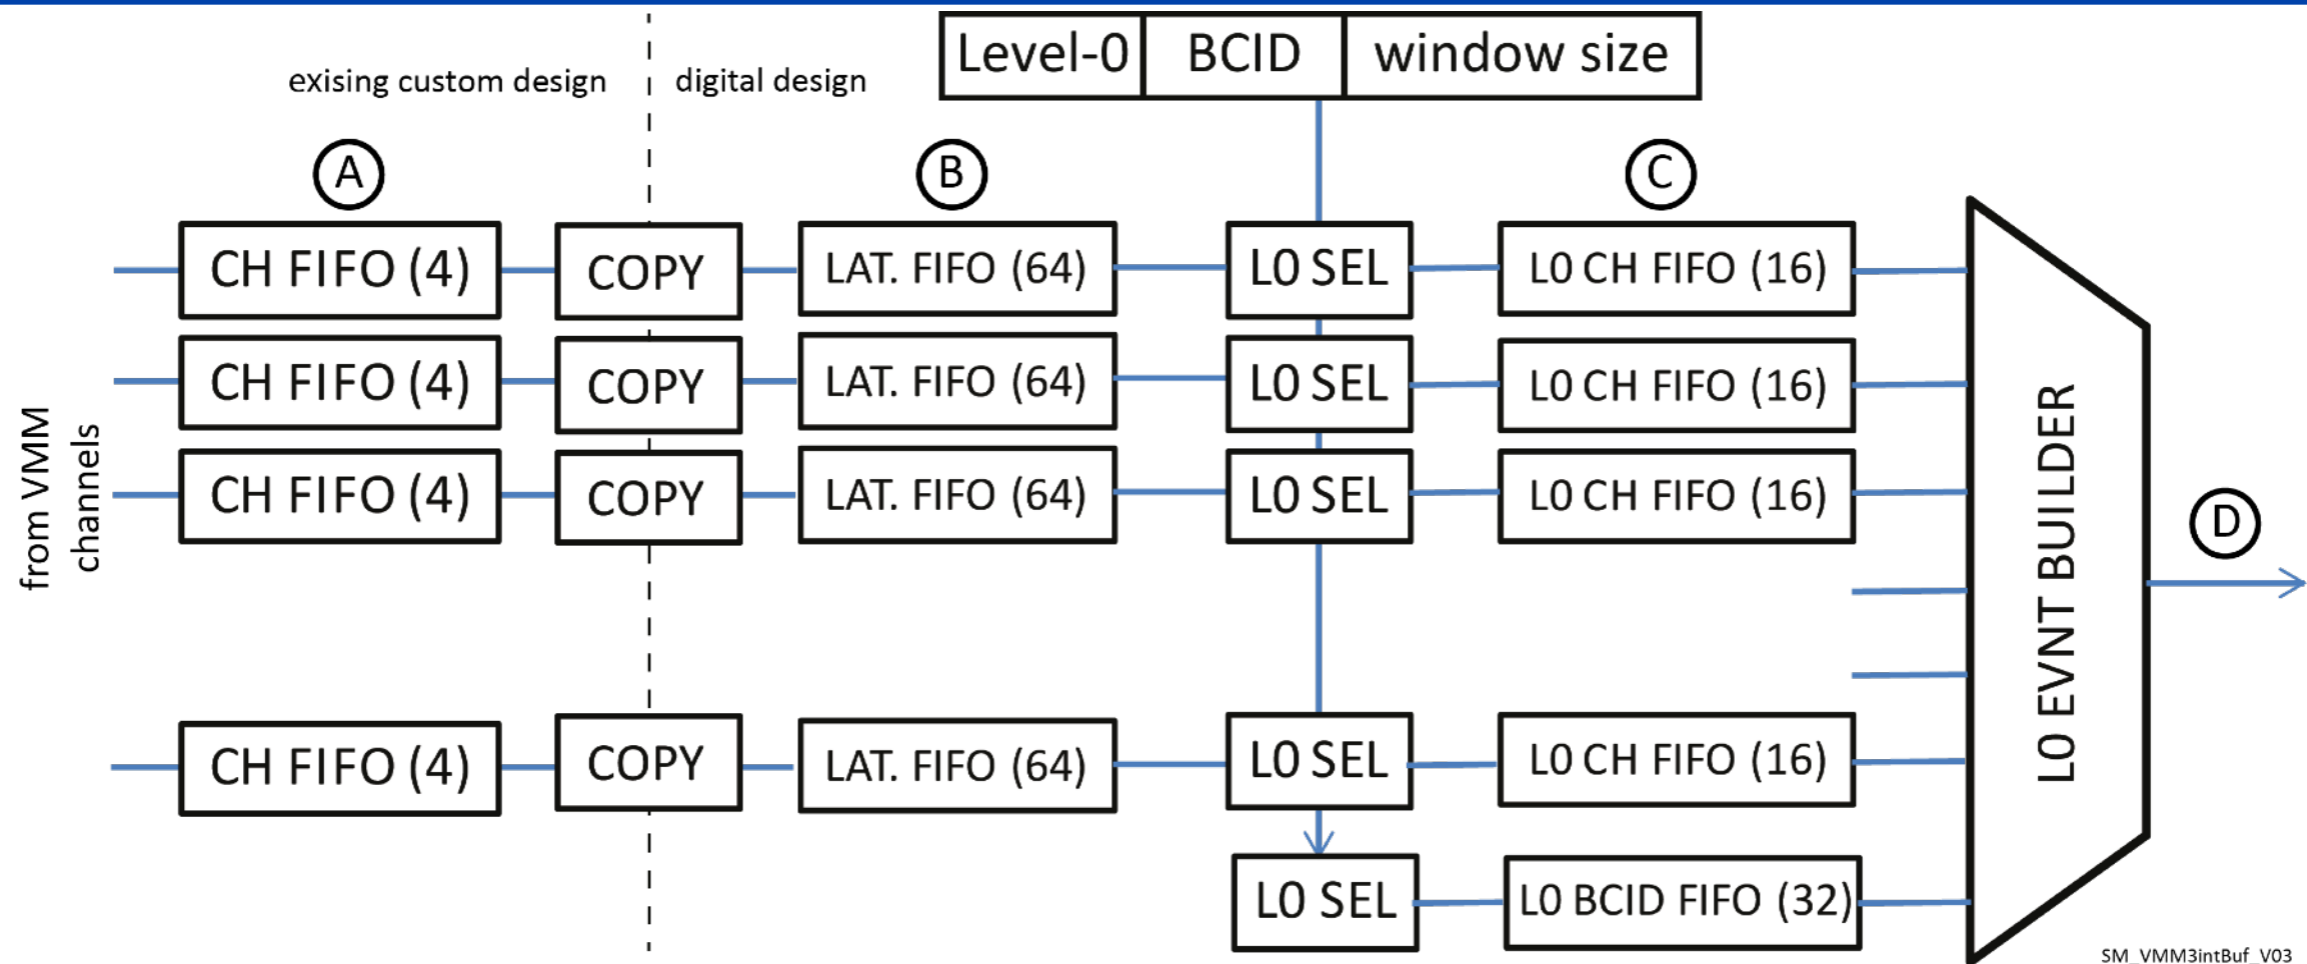 exising custom design
digital design
Level-0
BCID
window size
A
B
C
CH FIFO (4)
COPY
LAT. FIFO (64)
L0 SEL
L0 CH FIFO (16)
CH FIFO (4)
COPY
LAT. FIFO (64)
L0 SEL
L0 CH FIFO (16)
CH FIFO (4)
COPY
LAT. FIFO (64)
L0 SEL
L0 CH FIFO (16)
from VMM
channels
CH FIFO (4)
COPY
LAT. FIFO (64)
L0 SEL
L0 CH FIFO (16)
L0 SEL
L0 BCID FIFO (32)
L0 EVNT BUILDER
D
SM_VMM3intBuf_V03